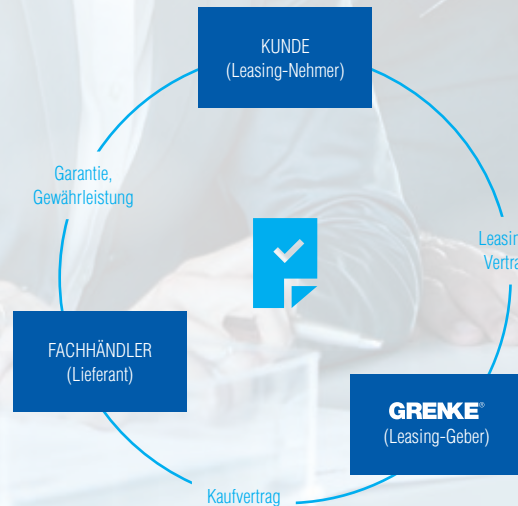 KUNDE
(Leasing-Nehmer)
Garantie,
Gewährleistung
FACHHÄNDLER
(Lieferant)
GRENKE®
(Leasing-Geber)
Kaufvertrag